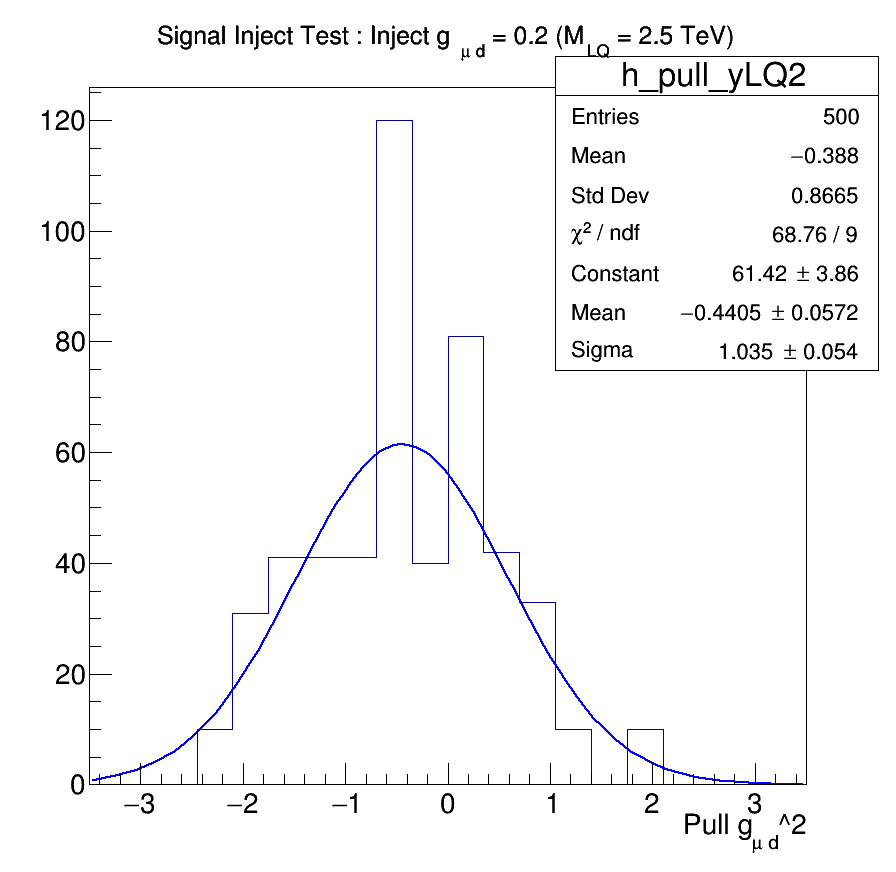 Signal Inject Test : Inject g μ d = 0.2 (M LQ = 2.5 TeV)
h_pull_yLQ2
Entries 500
Mean −0.388
Std Dev 0.8665
χ² / ndf 68.76 / 9
Constant 61.42 ± 3.86
Mean −0.4405 ± 0.0572
Sigma 1.035 ± 0.054
120
100
80
60
40
20
0
−3 −2 −1 0 1 2 3
Pull g μ d ^2